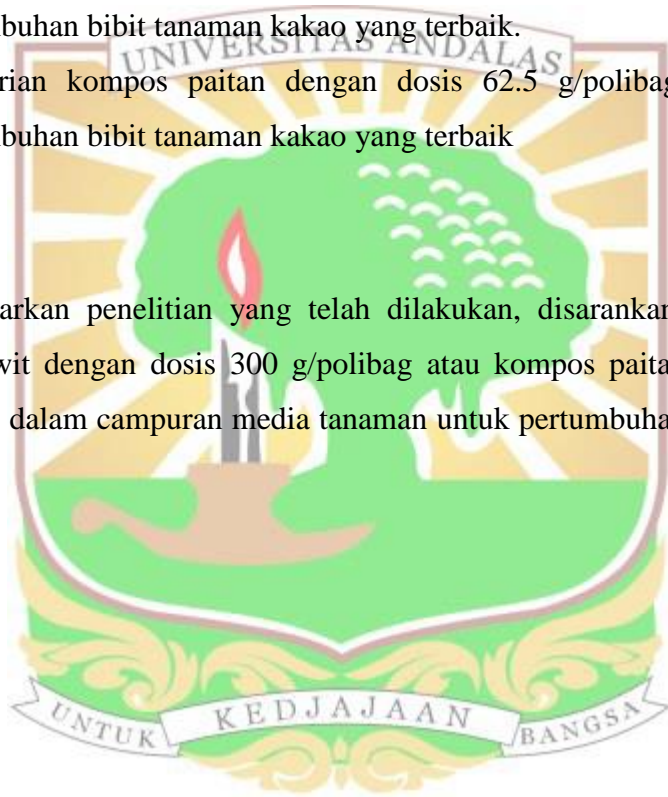 buhan bibit tanaman kakao yang terbaik.
UNIVERSITAS ANDALAS
rian kompos paitan dengan dosis 62.5 g/poliba
buhan bibit tanaman kakao yang terbaik
arkan penelitian yang telah dilakukan, disarankan
wit dengan dosis 300 g/polibag atau kompos paita
dalam campuran media tanaman untuk pertumbuha
UNTUK KEDJAJAAN BANGSA